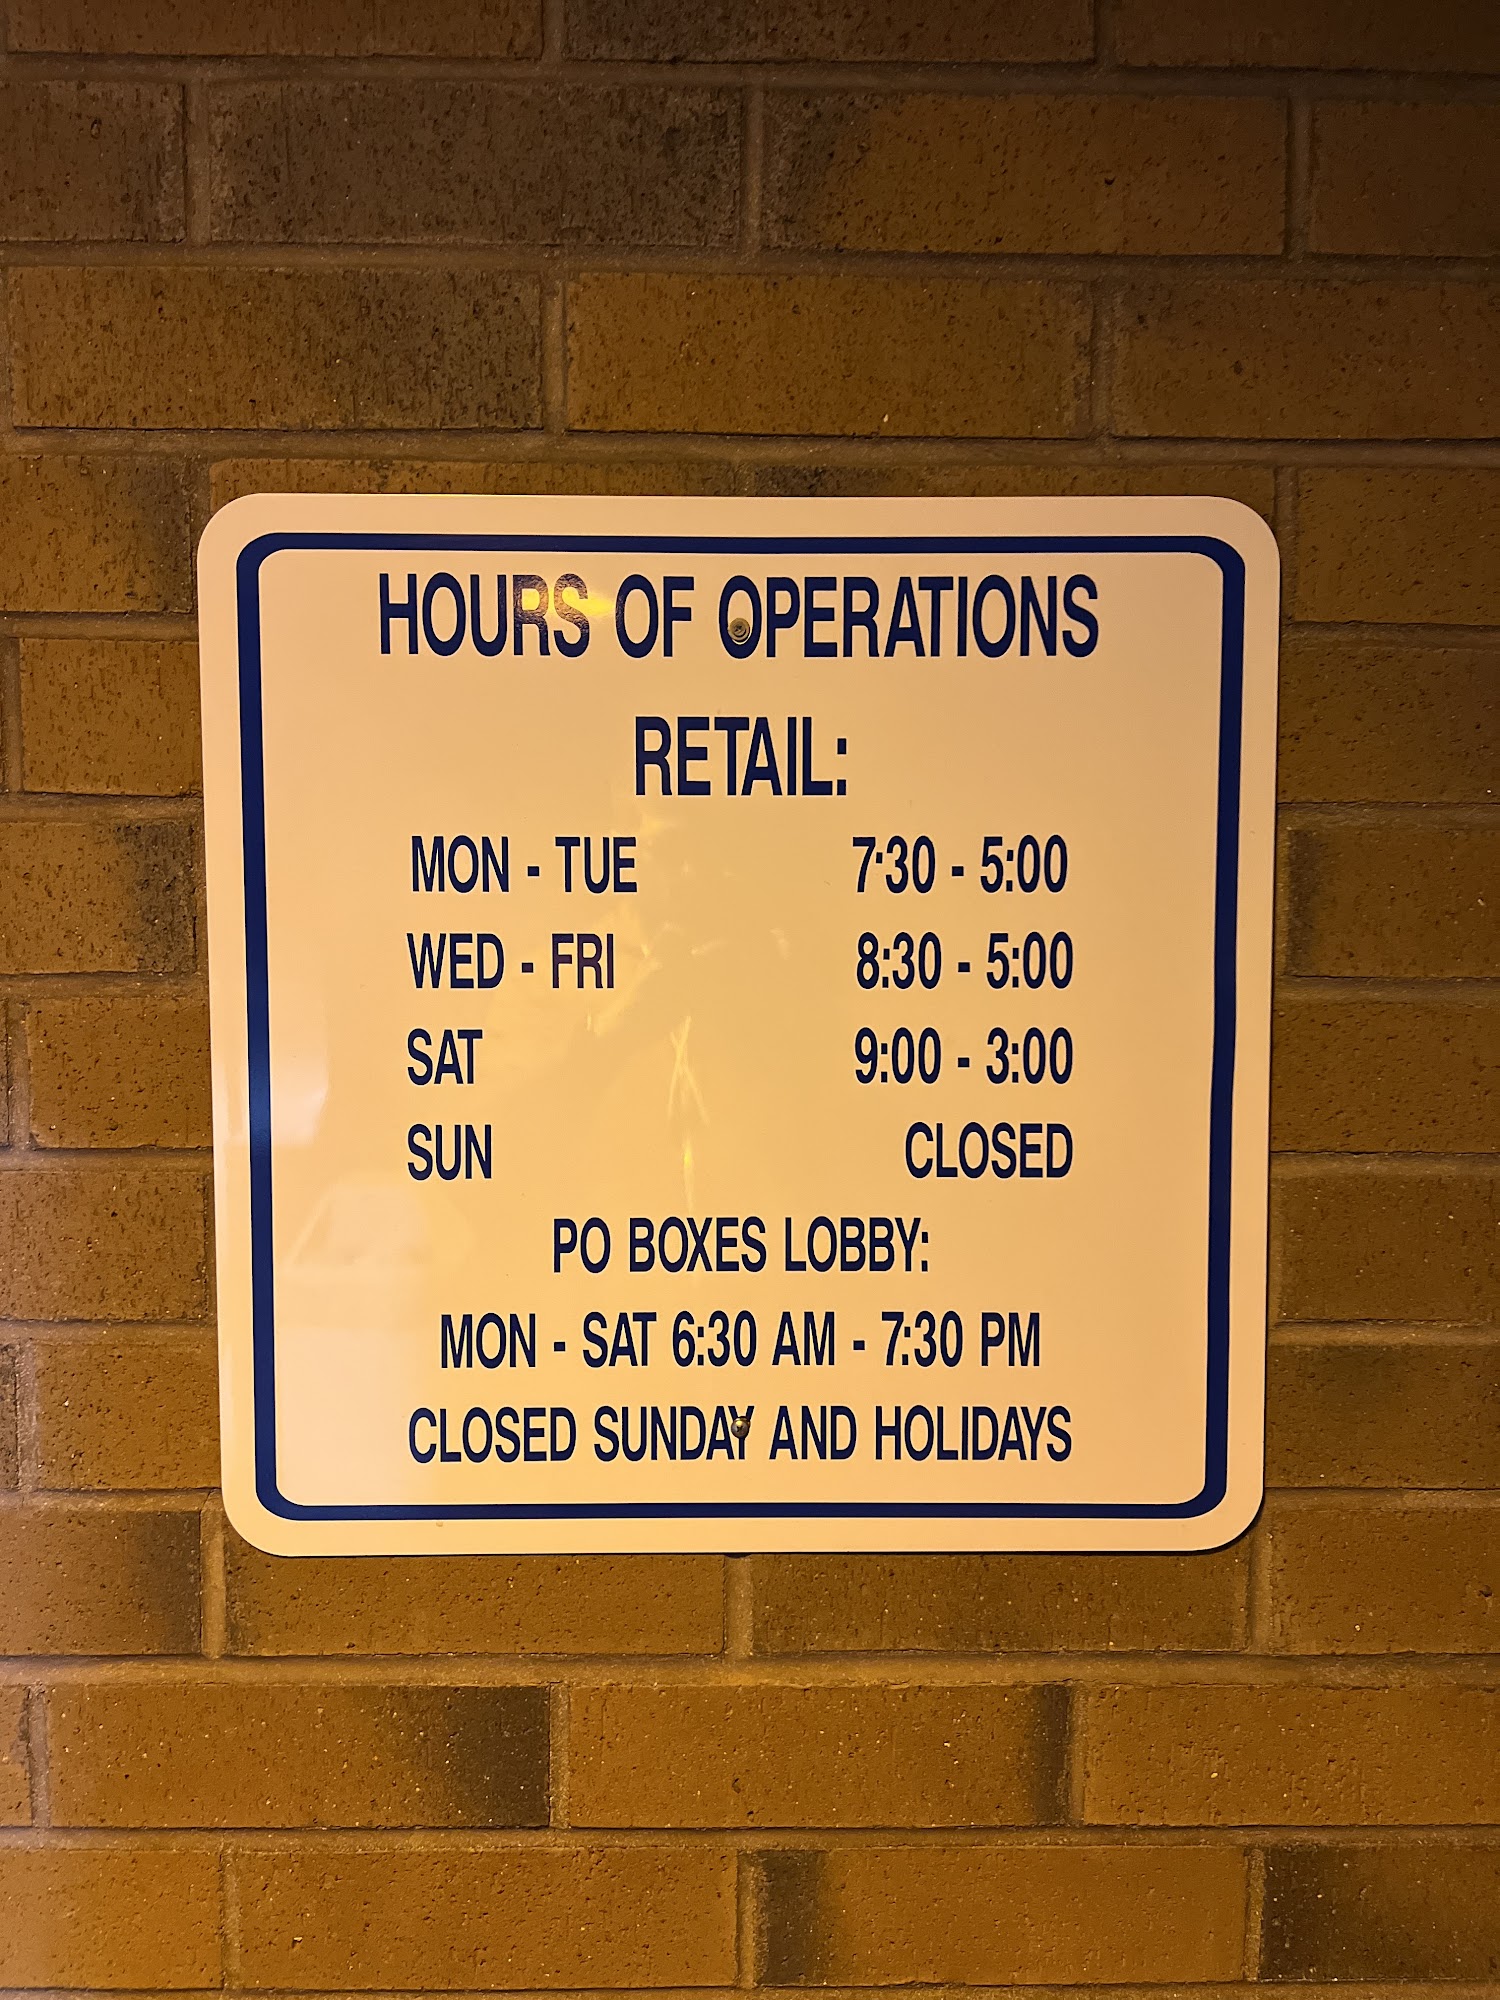 HOURS OF OPERATIONS
RETAIL:
MON - TUE 7:30 - 5:00
WED - FRI 8:30 - 5:00
SAT 9:00 - 3:00
SUN CLOSED
PO BOXES LOBBY:
MON - SAT 6:30 AM - 7:30 PM
CLOSED SUNDAY AND HOLIDAYS